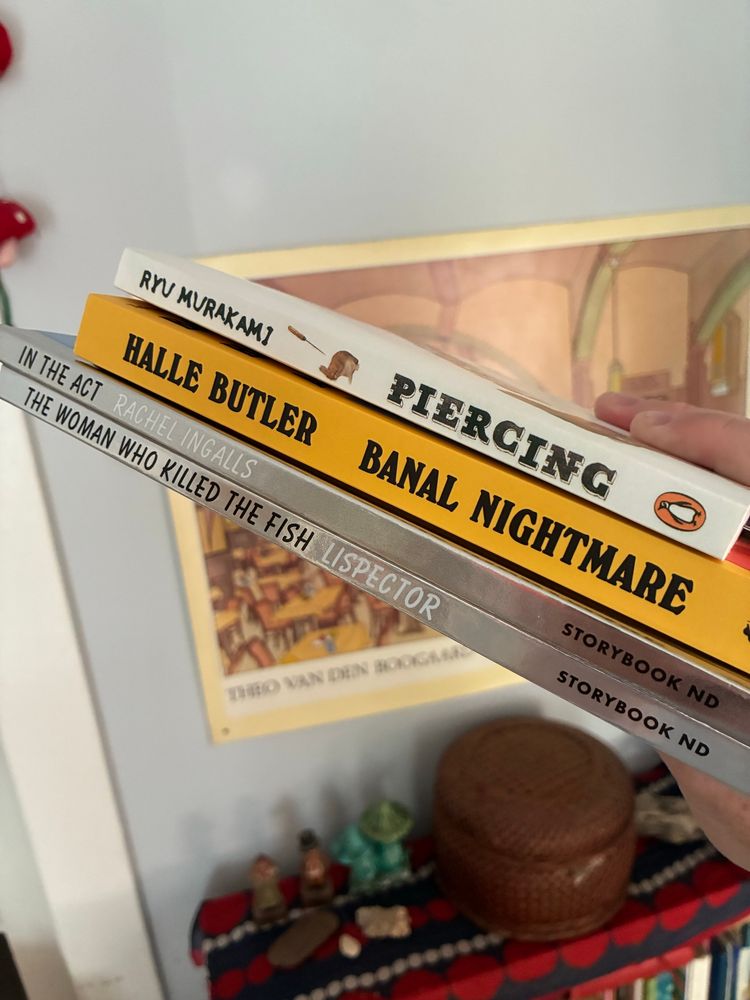 RYU MURAKAMI PIERCING
HALLE BUTLER BANAL NIGHTMARE
IN THE ACT RACHEL INGALLS STORYBOOK ND
THE WOMAN WHO KILLED THE FISH LISPECTOR STORYBOOK ND
THEO VAN DEN BOOGAARD